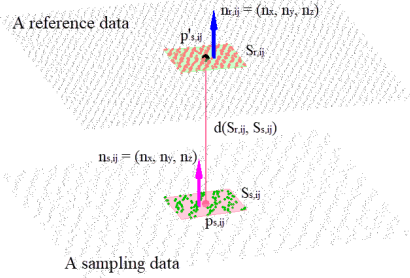 A reference data
nr,ij = (nx, ny, nz)
p's,ij
Sr,ij
d(Sr,ij, Ss,ij)
ns,ij = (nx, ny, nz)
Ss,ij
ps,ij
A sampling data